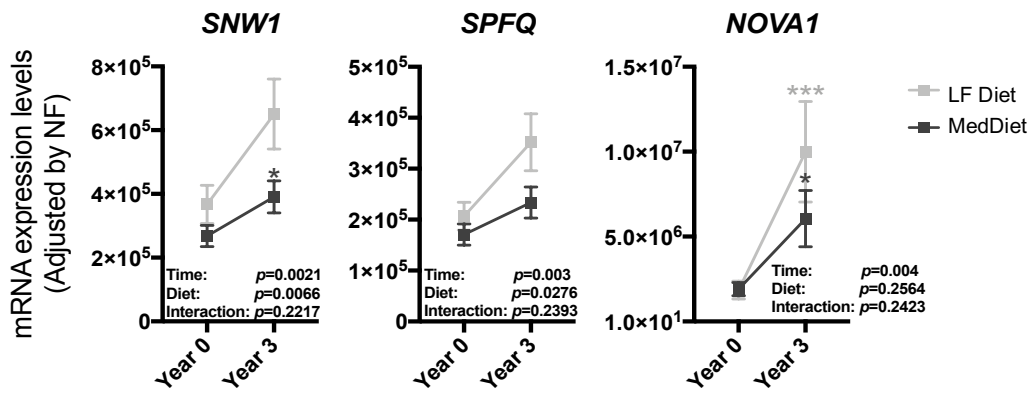 SNW1
SPFQ
NOVA1
mRNA expression levels
(Adjusted by NF)
8×10⁵
6×10⁵
4×10⁵
2×10⁵
0
*
Time: p=0.0021
Diet: p=0.0066
Interaction: p=0.2217
Year 0
Year 3
5×10⁵
4×10⁵
3×10⁵
2×10⁵
1×10⁵
0
Time: p=0.003
Diet: p=0.0276
Interaction: p=0.2393
Year 0
Year 3
1.5×10⁷
1.0×10⁷
5.0×10⁶
1.0×10¹
***
*
Time: p=0.004
Diet: p=0.2564
Interaction: p=0.2423
Year 0
Year 3
LF Diet
MedDiet